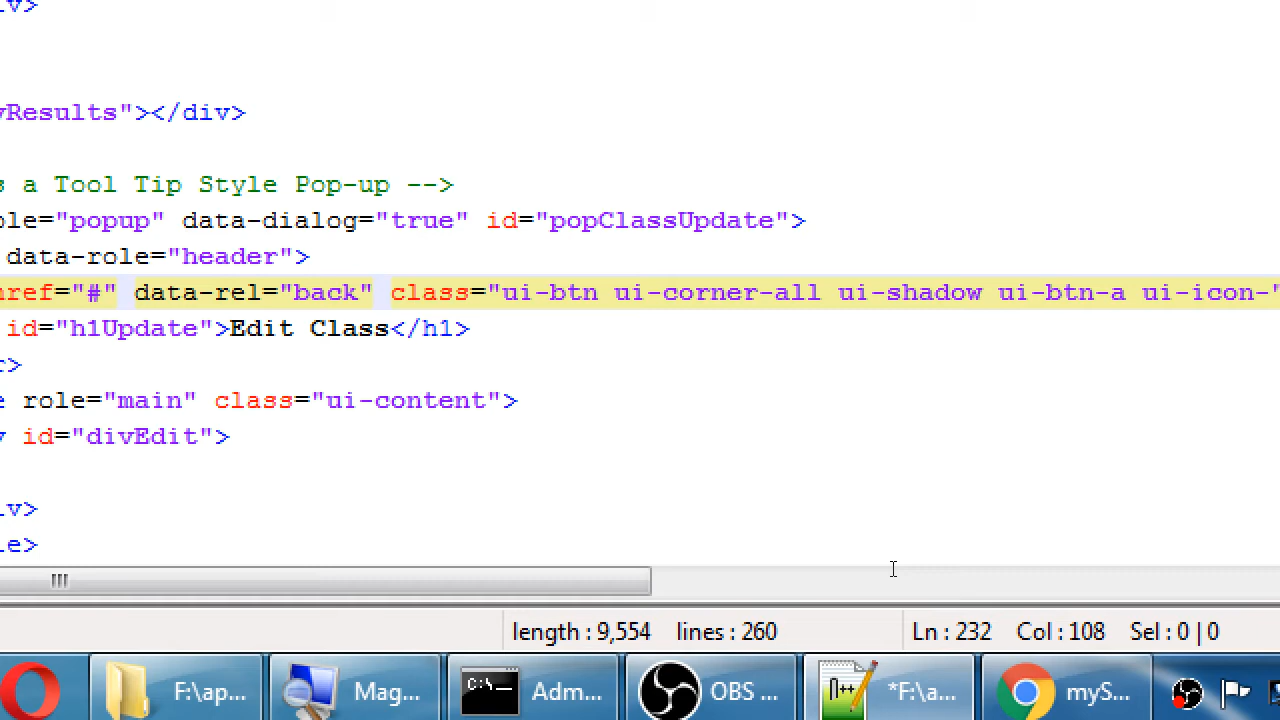 iv>
vResults"></div>
s a Tool Tip Style Pop-up -->
ole="popup" data-dialog="true" id="popClassUpdate">
data-role="header">
href="#" data-rel="back" class="ui-btn ui-corner-all ui-shadow ui-btn-a ui-icon-"
id="h1Update">Edit Class</h1>
r>
e role="main" class="ui-content">
v id="divEdit">
iv>
le>
length : 9,554 lines : 260 Ln : 232 Col : 108 Sel : 0 | 0
F:\ap... Mag... C:\ Adm... OBS ... n++ *F:\a... myS...